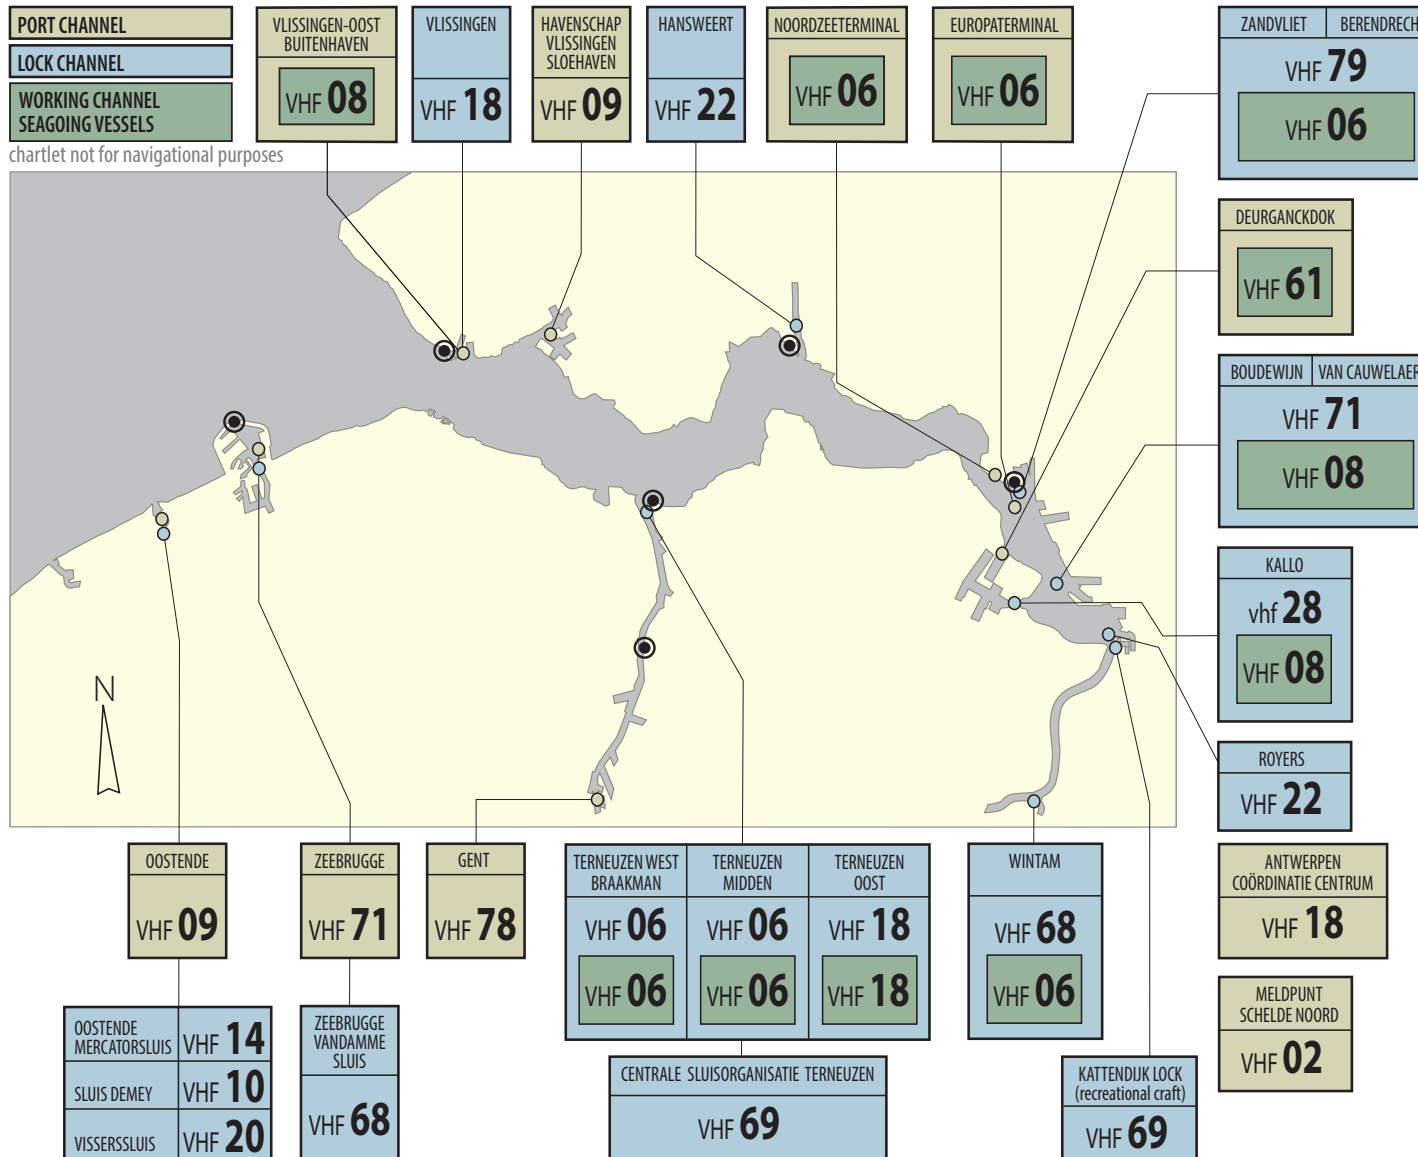 PORT CHANNEL
LOCK CHANNEL
WORKING CHANNEL
SEAGOING VESSELS
chartlet not for navigational purposes
VLISSINGEN-OOST
BUITENHAVEN
VHF 08
VLISSINGEN
VHF 18
HAVENSCHAP
VLISSINGEN
SLOEHAVEN
VHF 09
HANSWEERT
VHF 22
NOORDZEETERMINAL
VHF 06
EUROPATERMINAL
VHF 06
ZANDVLIET
BERENDRECH
VHF 79
VHF 06
DEURGANCKDOK
VHF 61
BOUDEWIJN
VAN CAUWELAER
VHF 71
VHF 08
KALLO
vhf 28
VHF 08
ROYERS
VHF 22
N
OOSTENDE
VHF 09
ZEEBRUGGE
VHF 71
GENT
VHF 78
TERNEUZEN WEST
BRAAKMAN
VHF 06
VHF 06
TERNEUZEN
MIDDEN
VHF 06
VHF 06
TERNEUZEN
OOST
VHF 18
VHF 18
WINTAM
VHF 68
VHF 06
ANTWERPEN
COÖRDINATIE CENTRUM
VHF 18
MELDPUNT
SCHELDE NOORD
VHF 02
OOSTENDE
MERCATORSLUIS
VHF 14
SLUIS DEMEY
VHF 10
VISSERSSLUIS
VHF 20
ZEEBRUGGE
VANDAMME
SLUIS
VHF 68
CENTRALE SLUISORGANISATIE TERNEUZEN
VHF 69
KATTENDIJK LOCK
(recreational craft)
VHF 69